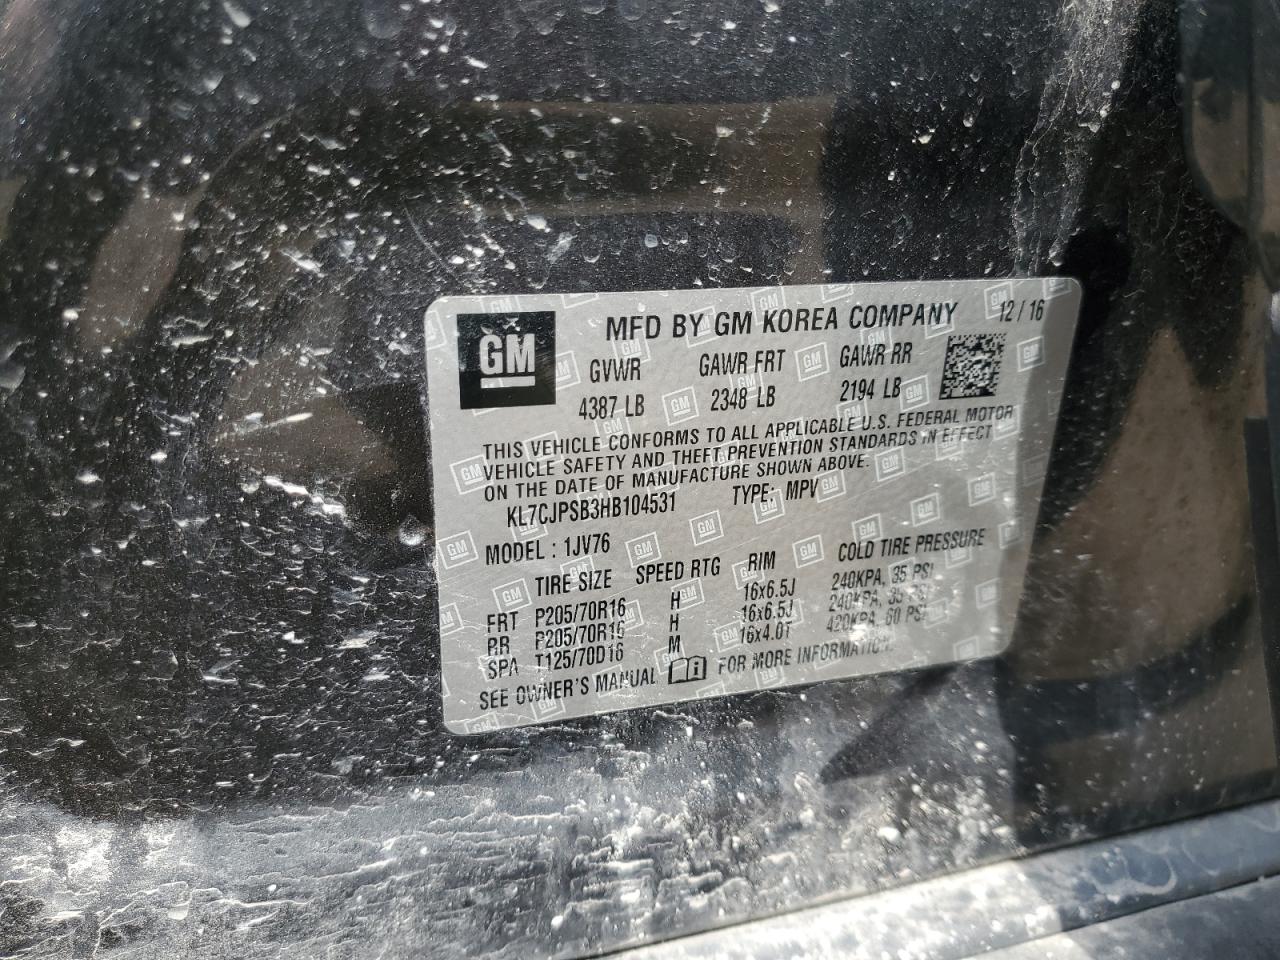 GM
MFD BY GM KOREA COMPANY 12/16
GVWR GAWR FRT GAWR RR
4387 LB 2348 LB 2194 LB
THIS VEHICLE CONFORMS TO ALL APPLICABLE U.S. FEDERAL MOTOR
VEHICLE SAFETY AND THEFT PREVENTION STANDARDS IN EFFECT
ON THE DATE OF MANUFACTURE SHOWN ABOVE.
KL7CJPSB3HB104531 TYPE: MPV
MODEL : 1JV76
TIRE SIZE SPEED RTG RIM COLD TIRE PRESSURE
FRT P205/70R16 H 16x6.5J 240KPA, 35 PSI
RR P205/70R16 H 16x6.5J 240KPA, 35 PSI
SPA T125/70D16 M 16x4.0T 420KPA, 60 PSI
SEE OWNER'S MANUAL FOR MORE INFORMATION.